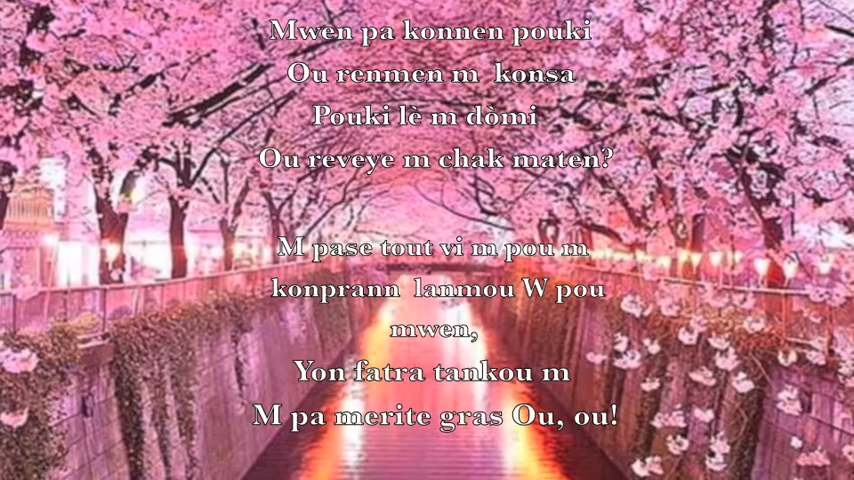 Mwen pa konnen pouki
Ou renmen m konsa
Pouki lè m dòmi
Ou reveye m chak maten?
M pase tout vi m pou m
konprann lanmou W pou
mwen,
Yon fatra tankou m
M pa merite gras Ou, ou!